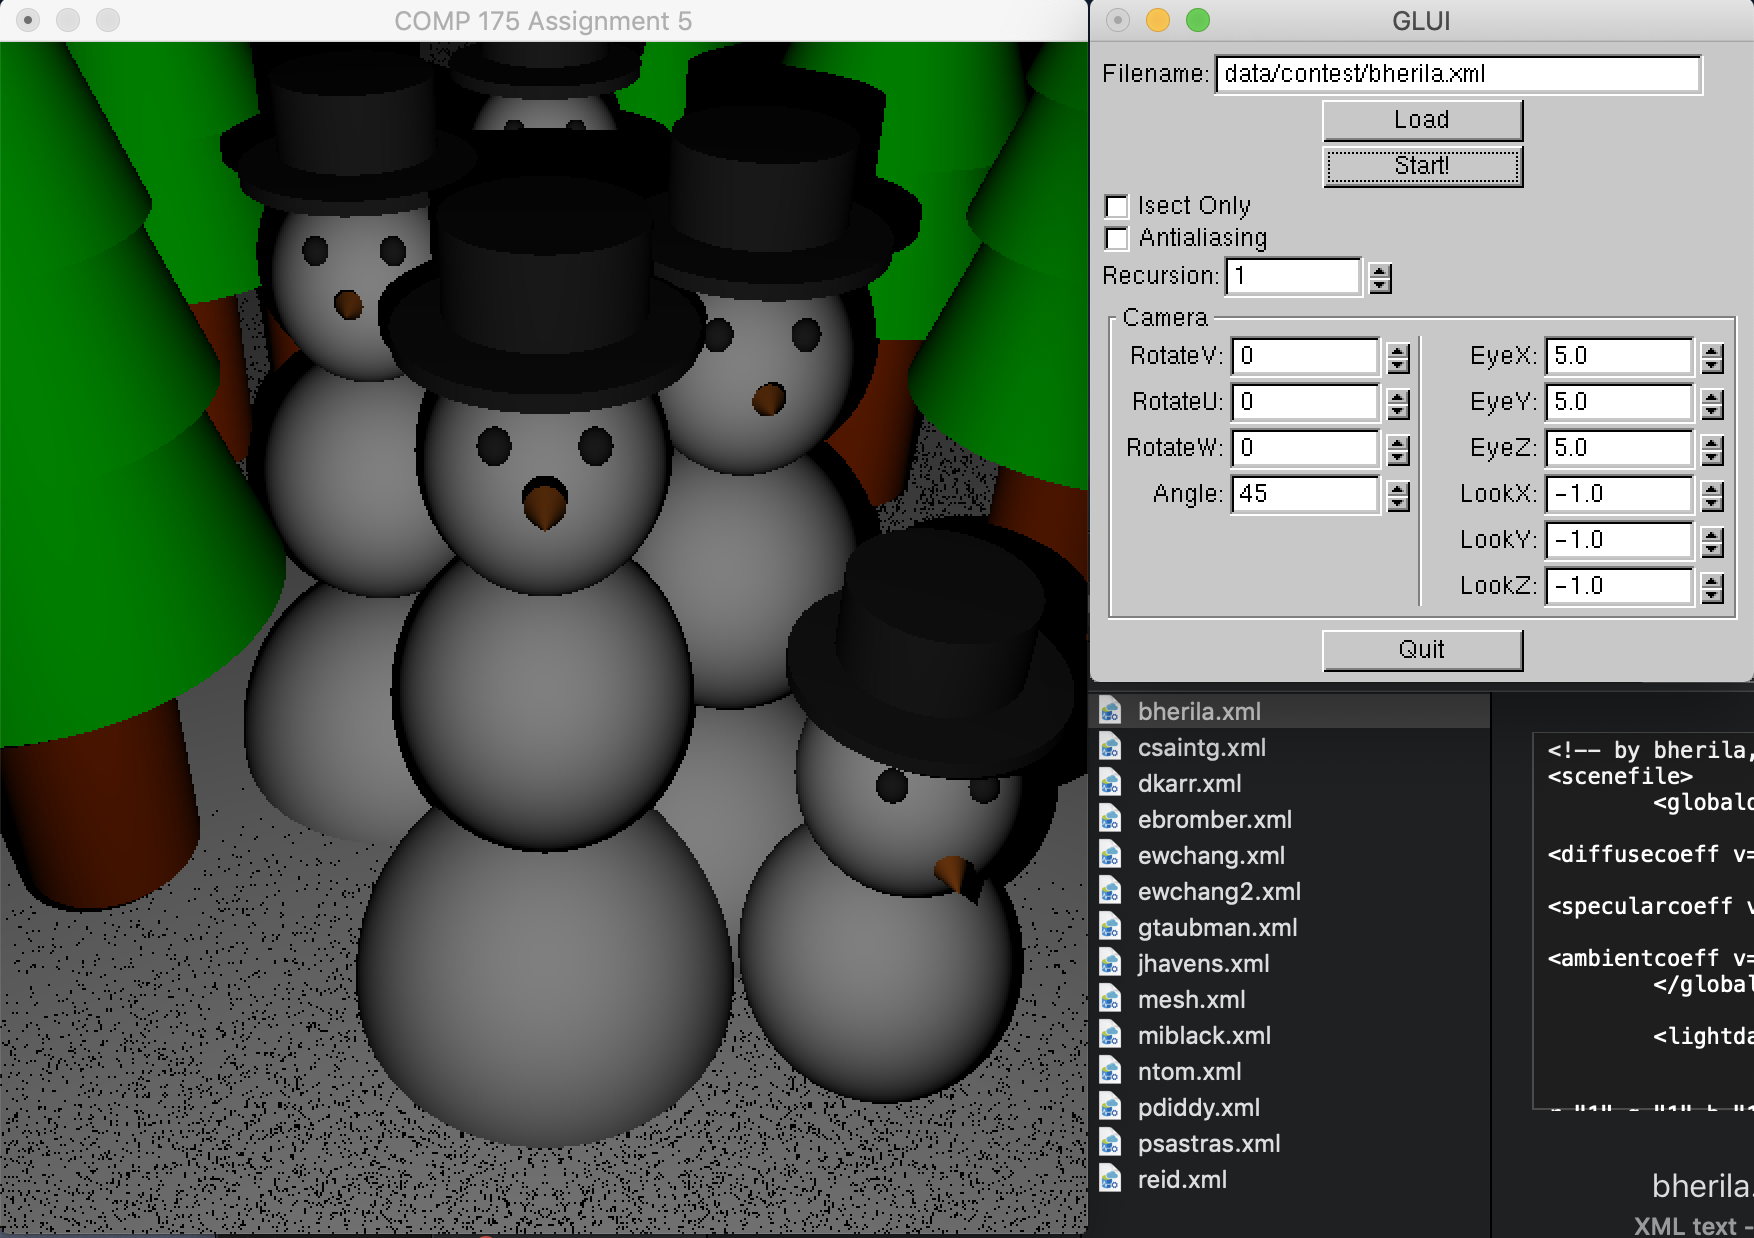 COMP 175 Assignment 5
GLUI
Filename: data/contest/bherila.xml
Load
Start!
Isect Only
Antialiasing
Recursion: 1
Camera
RotateV: 0
RotateU: 0
RotateW: 0
Angle: 45
EyeX: 5.0
EyeY: 5.0
EyeZ: 5.0
LookX: -1.0
LookY: -1.0
LookZ: -1.0
Quit
bherila.xml
csaintg.xml
dkarr.xml
ebromber.xml
ewchang.xml
ewchang2.xml
gtaubman.xml
jhavens.xml
mesh.xml
miblack.xml
ntom.xml
pdiddy.xml
psastras.xml
reid.xml
<!-- by bherila,
<scenefile>
<globald
<diffusecoeff v=
<specularcoeff v
<ambientcoeff v=
</global
<lightda
bherila.
XML text -